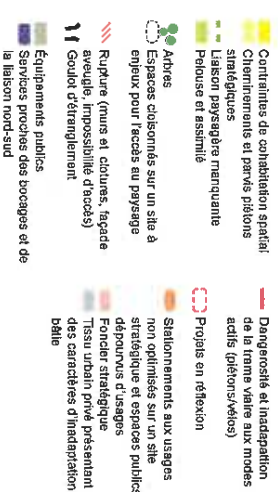 Contraintes de cohabitation spatial
Cheminements et parvis piétons
stratégiques
Liaison paysagère manquante
Pelouse et assimilé
Arbres
Espaces cloisonnés sur un site à
enjeux pour l'accès au paysage
Rupture (murs et clotures, façade
aveugle, impossibilité d'accès)
Goulot d'étranglement
Équipements publics
Services proches des bocages et de
la liaison nord-sud
Dangerosité et inadapattion
de la trame viaire aux modes
actifs (piétons/vélos)
Projets en réflexion
Stationnements aux usages
non optimisés sur un site
stratégique et espaces publics
dépourvus d'usages
Foncier stratégique
Tissu urbain privé présentant
des caractères d'inadaptation
bâtie